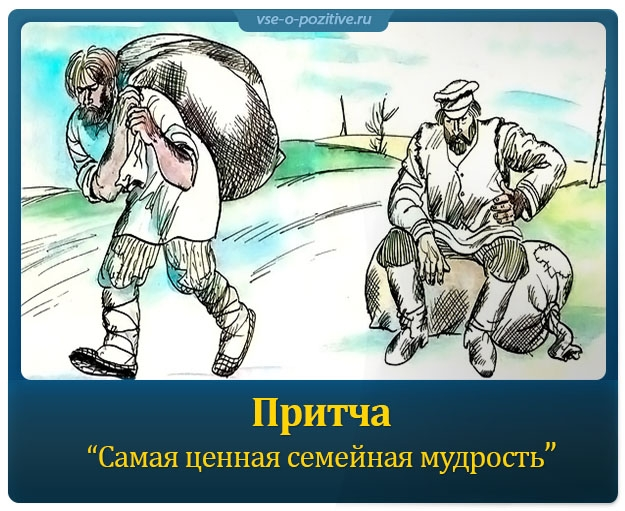 vse-o-pozitive.ru
Притча
“Самая ценная семейная мудрость”